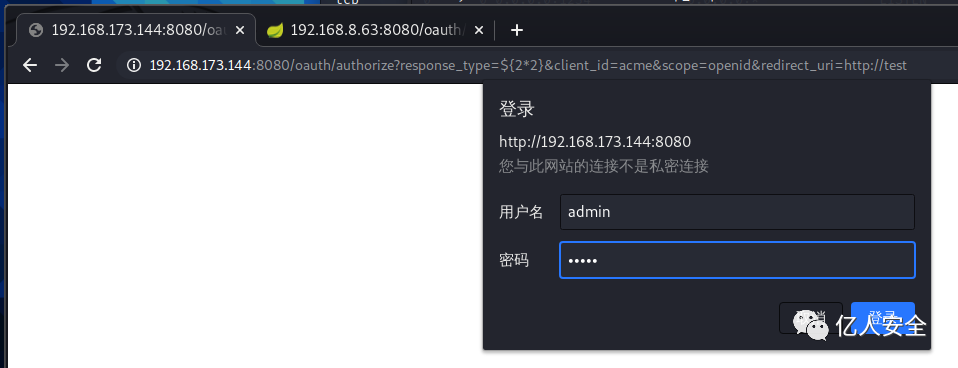 192.168.173.144:8080/oa
192.168.8.63:8080/oauth/
192.168.173.144:8080/oauth/authorize?response_type=${2*2}&client_id=acme&scope=openid&redirect_uri=http://test
登录
http://192.168.173.144:8080
您与此网站的连接不是私密连接
用户名 admin
密码 •••••
登录
亿人安全